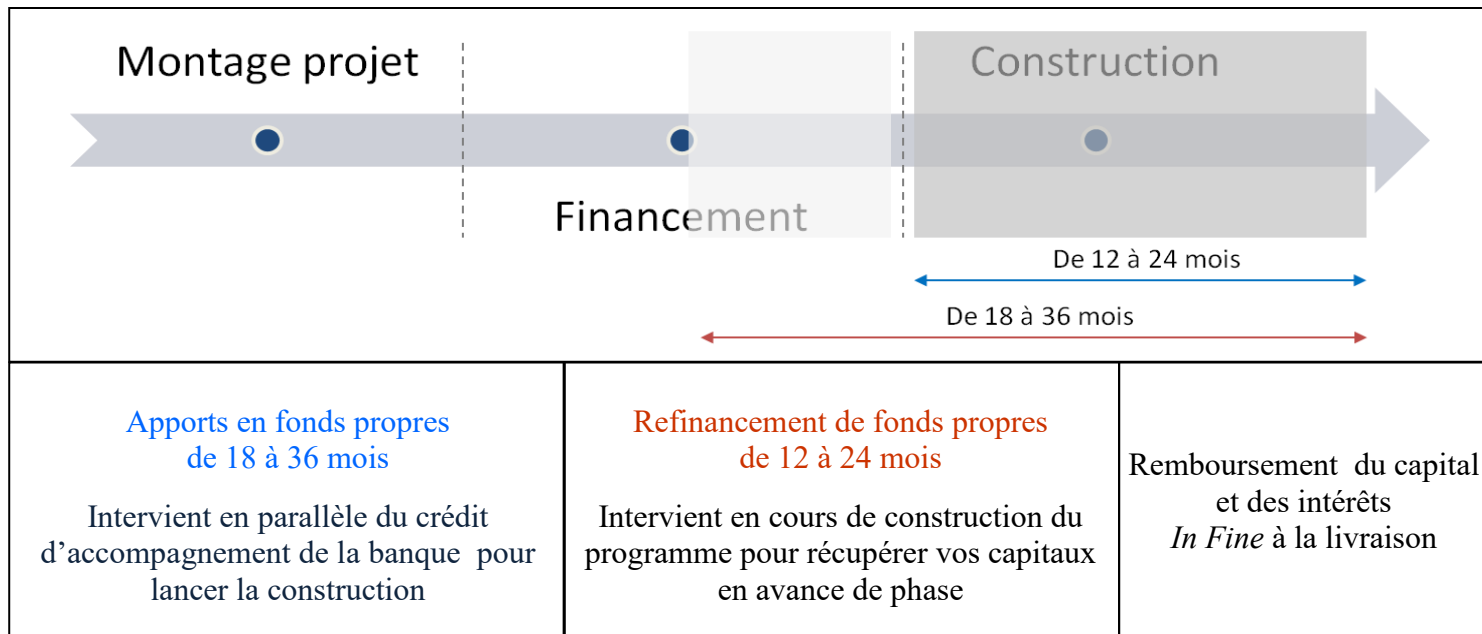 Montage projet
Construction
Financement
De 12 à 24 mois
De 18 à 36 mois
Apports en fonds propres
de 18 à 36 mois
Intervient en parallèle du crédit
d’accompagnement de la banque pour
lancer la construction
Refinancement de fonds propres
de 12 à 24 mois
Intervient en cours de construction du
programme pour récupérer vos capitaux
en avance de phase
Remboursement du capital
et des intérêts
In Fine à la livraison